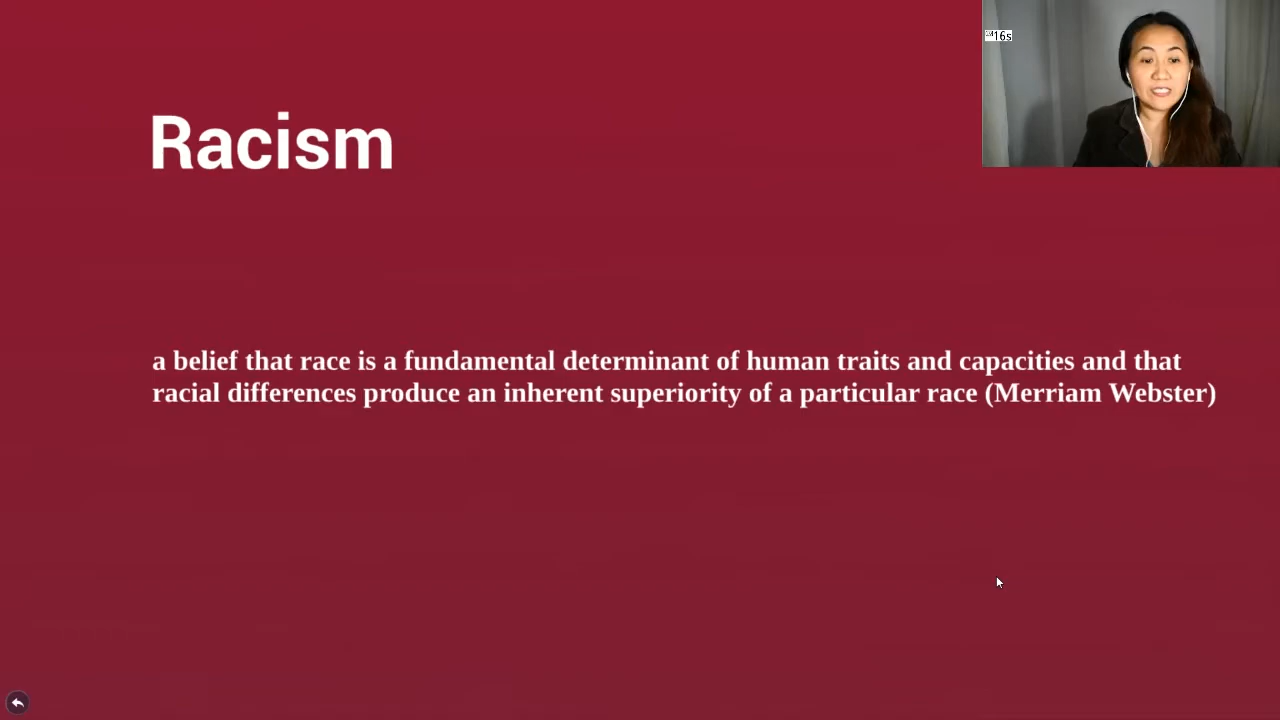 16s
Racism
a belief that race is a fundamental determinant of human traits and capacities and that
racial differences produce an inherent superiority of a particular race (Merriam Webster)